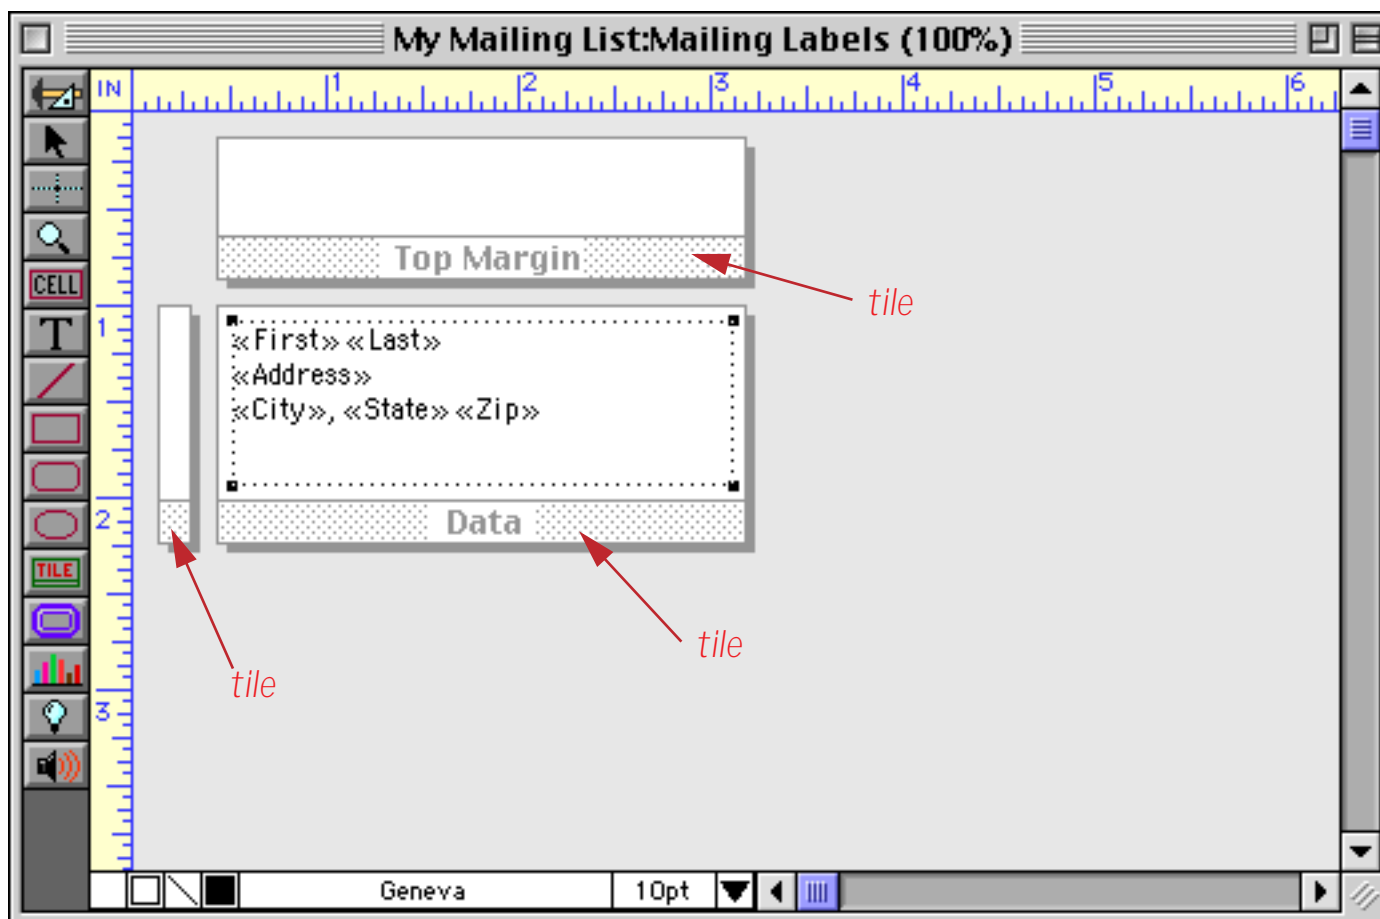 My Mailing List:Mailing Labels (100%)
IN 1 2 3 4 5 6
Top Margin
tile
CELL
1
«First» «Last»
«Address»
«City», «State» «Zip»
2
Data
TILE
tile
tile
3
Geneva 10pt
T